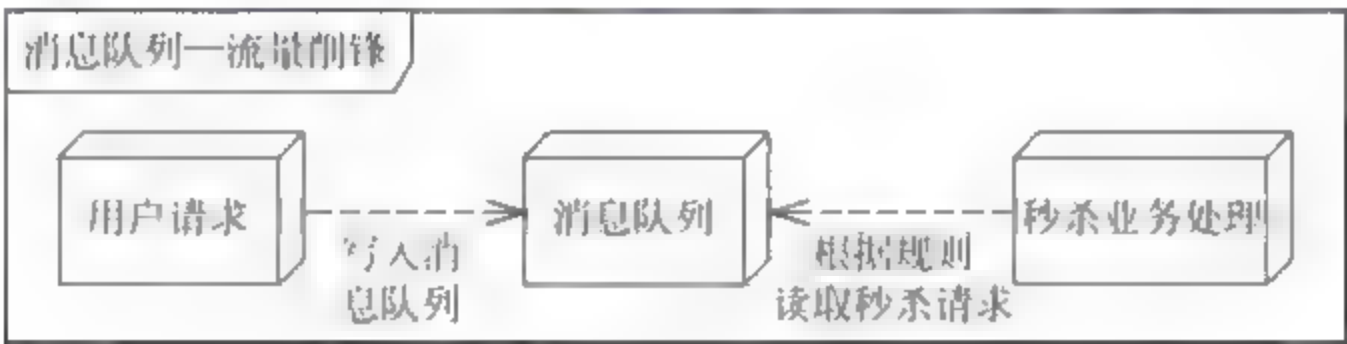 消息队列—流量削锋
用户请求
写入消
息队列
消息队列
根据规则
读取秒杀请求
秒杀业务处理